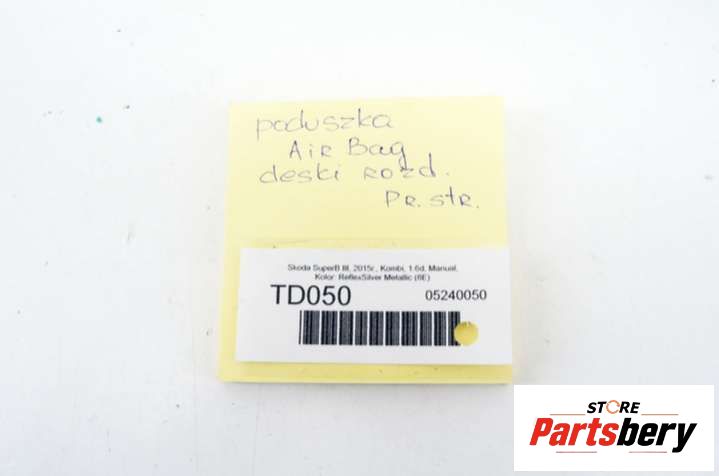 poduszka
AIR Bag
deski rozd.
PR. STR.
Skoda SuperB III, 2015r., Kombi, 1.6d, Manual,
Kolor: ReflexSilver Metallic (8E)
TD050 05240050
STORE
Partsbery